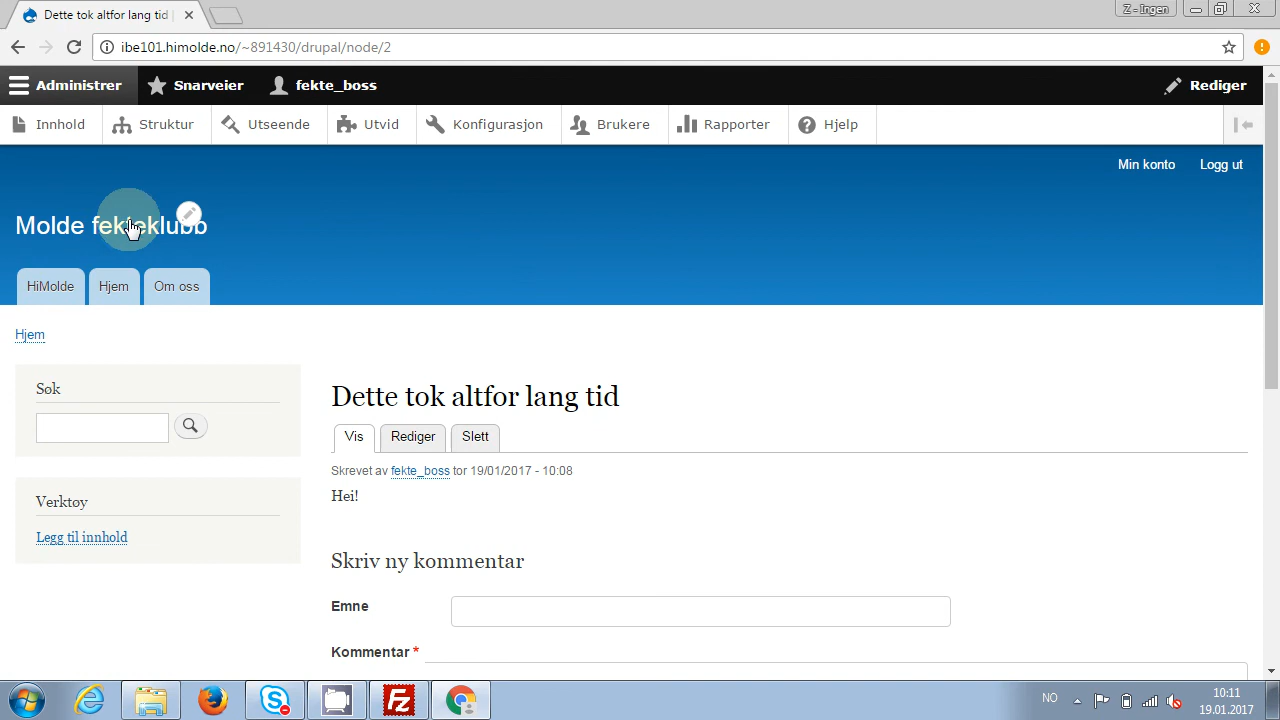 Dette tok altfor lang tid |
Z - Ingen
ibe101.himolde.no/~891430/drupal/node/2
Administrer Snarveier fekte_boss Rediger
Innhold Struktur Utseende Utvid Konfigurasjon Brukere Rapporter Hjelp
Min konto Logg ut
Molde fekteklubb
HiMolde Hjem Om oss
Hjem
Søk
Dette tok altfor lang tid
Vis Rediger Slett
Skrevet av fekte_boss tor 19/01/2017 - 10:08
Hei!
Verktøy
Legg til innhold
Skriv ny kommentar
Emne
Kommentar *
NO
10:11
19.01.2017